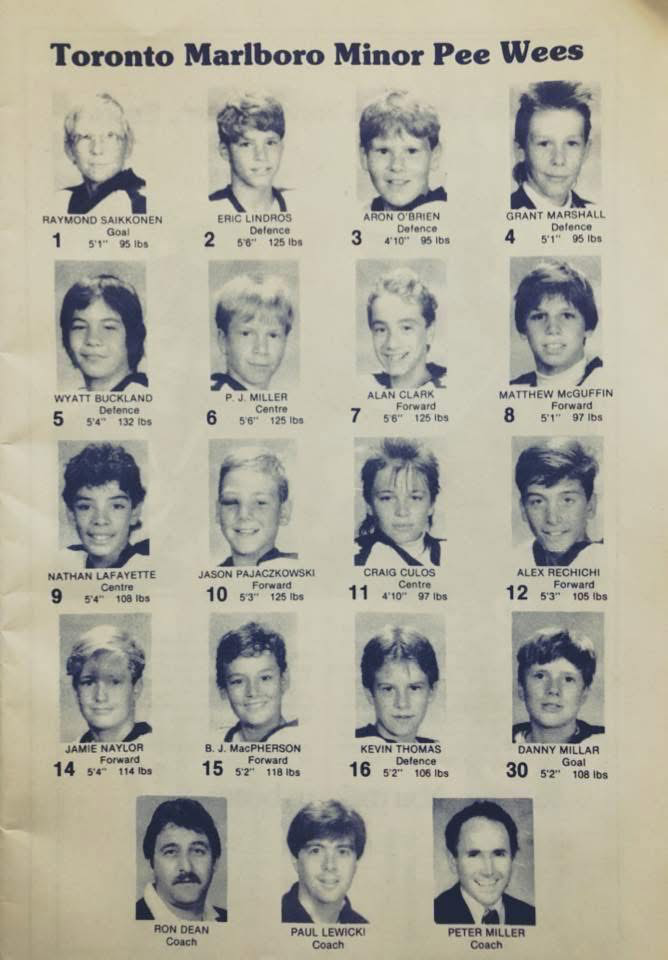 Toronto Marlboro Minor Pee Wees
RAYMOND SAIKKONEN
Goal
1 5'1" 95 lbs
ERIC LINDROS
Defence
2 5'6" 125 lbs
ARON O'BRIEN
Defence
3 4'10" 95 lbs
GRANT MARSHALL
Defence
4 5'1" 95 lbs
WYATT BUCKLAND
Defence
5 5'4" 132 lbs
P. J. MILLER
Centre
6 5'6" 125 lbs
ALAN CLARK
Forward
7 5'6" 125 lbs
MATTHEW McGUFFIN
Forward
8 5'1" 97 lbs
NATHAN LAFAYETTE
Centre
9 5'4" 108 lbs
JASON PAJACZKOWSKI
Forward
10 5'3" 125 lbs
CRAIG CULOS
Centre
11 4'10" 97 lbs
ALEX RECHICHI
Forward
12 5'3" 105 lbs
JAMIE NAYLOR
Forward
14 5'4" 114 lbs
B. J. MacPHERSON
Forward
15 5'2" 118 lbs
KEVIN THOMAS
Defence
16 5'2" 106 lbs
DANNY MILLAR
Goal
30 5'2" 108 lbs
RON DEAN
Coach
PAUL LEWICKI
Coach
PETER MILLER
Coach